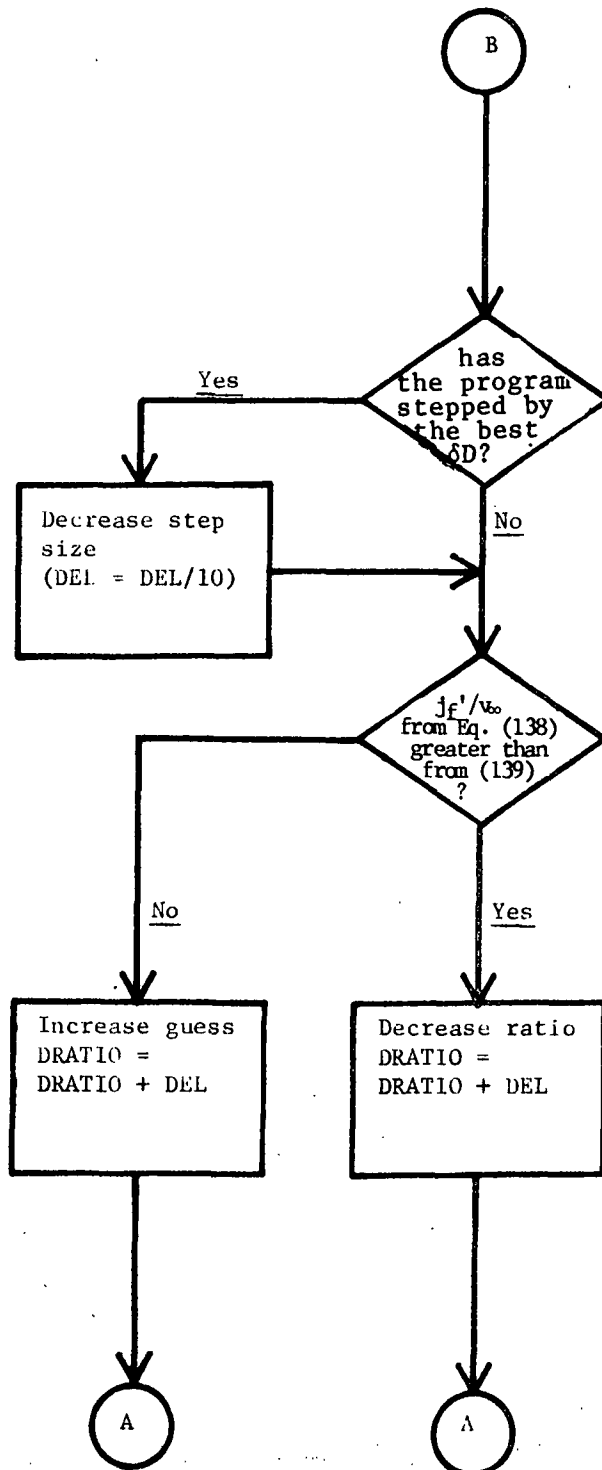 B
has
the program
stepped by
the best
δD?
Yes
No
Decrease step
size
(DEL = DEL/10)
jf'/v∞
from Eq. (138)
greater than
from (139)
?
No
Yes
Increase guess
DRATIO =
DRATIO + DEL
Decrease ratio
DRATIO =
DRATIO + DEL
A
A